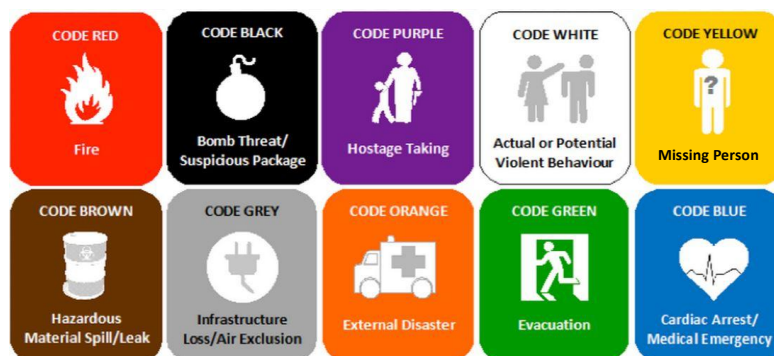 CODE RED
Fire
CODE BLACK
Bomb Threat/
Suspicious Package
CODE PURPLE
Hostage Taking
CODE WHITE
Actual or Potential
Violent Behaviour
CODE YELLOW
?
Missing Person
CODE BROWN
Hazardous
Material Spill/Leak
CODE GREY
Infrastructure
Loss/Air Exclusion
CODE ORANGE
External Disaster
CODE GREEN
Evacuation
CODE BLUE
Cardiac Arrest/
Medical Emergency